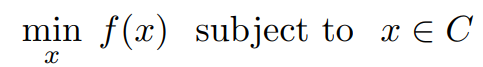 min f(x) subject to x ∈ C
x